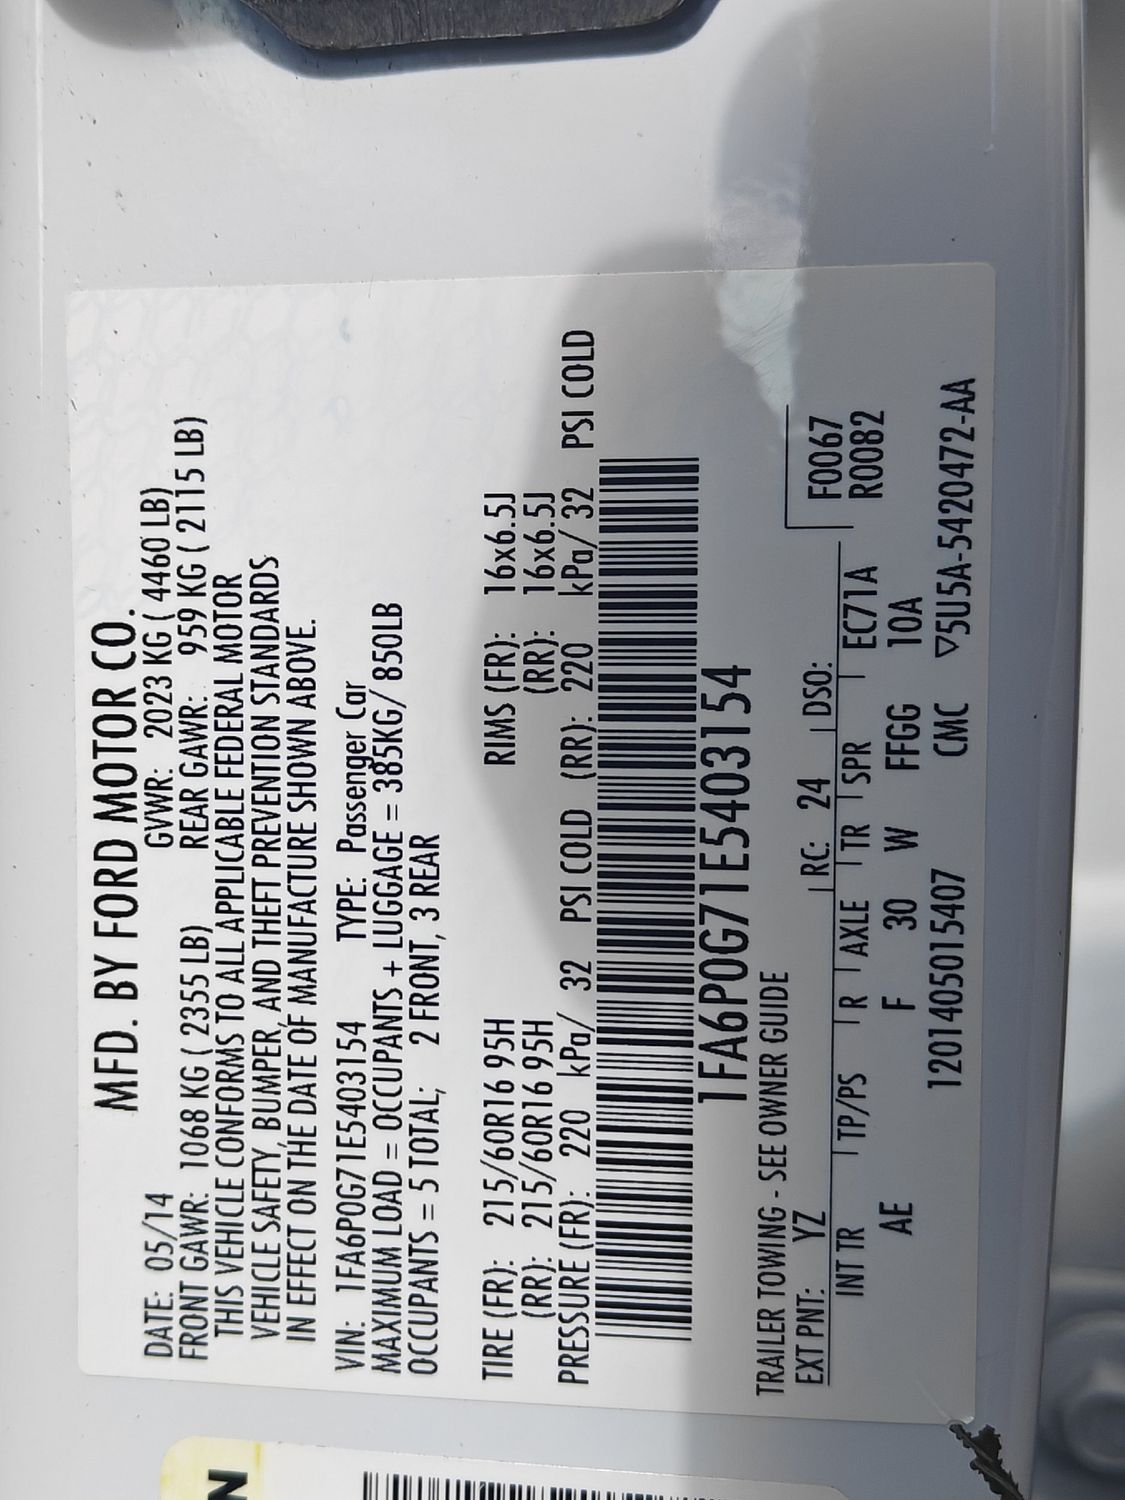 MFD. BY FORD MOTOR CO.
DATE: 05/14 GVWR: 2023 KG ( 4460 LB)
FRONT GAWR: 1068 KG ( 2355 LB) REAR GAWR: 959 KG ( 2115 LB)
THIS VEHICLE CONFORMS TO ALL APPLICABLE FEDERAL MOTOR
VEHICLE SAFETY, BUMPER, AND THEFT PREVENTION STANDARDS
IN EFFECT ON THE DATE OF MANUFACTURE SHOWN ABOVE.
VIN: 1FA6P0G71E5403154 TYPE: Passenger Car
MAXIMUM LOAD = OCCUPANTS + LUGGAGE = 385KG/ 850LB
OCCUPANTS = 5 TOTAL; 2 FRONT, 3 REAR
TIRE (FR): 215/60R16 95H RIMS (FR): 16x6.5J
(RR): 215/60R16 95H (RR): 16x6.5J
PRESSURE (FR): 220 kPa/ 32 PSI COLD (RR): 220 kPa/ 32 PSI COLD
1FA6P0G71E5403154
TRAILER TOWING - SEE OWNER GUIDE
EXT PNT: YZ RC: 24 DSO: F0067
INT TR TP/PS R AXLE TR SPR EC71A R0082
AE F 30 W FFGG 10A
1201405015407 CMC ▽5U5A-5420472-AA
N